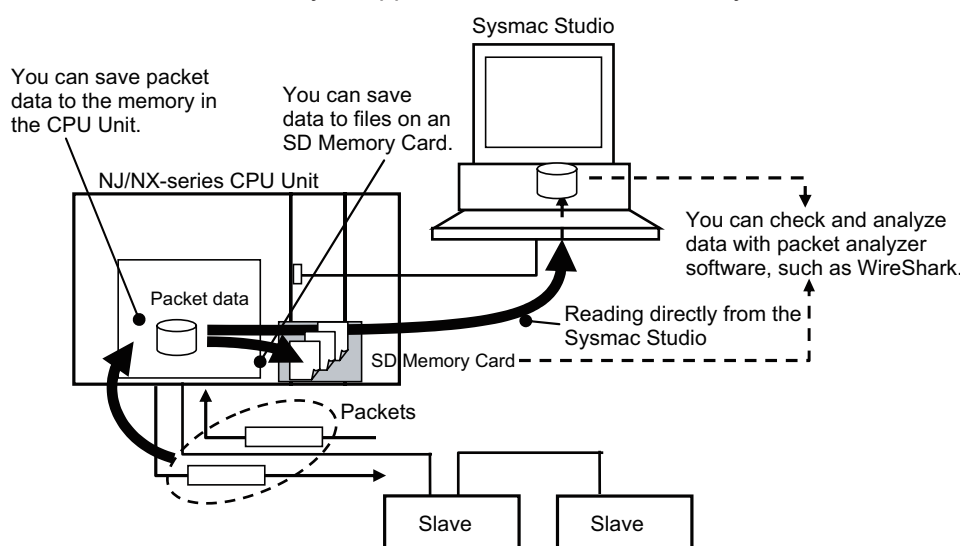 Sysmac Studio
You can save packet
data to the memory in
the CPU Unit.
You can save
data to files on an
SD Memory Card.
NJ/NX-series CPU Unit
You can check and analyze
data with packet analyzer
software, such as WireShark.
Packet data
Reading directly from the
Sysmac Studio
SD Memory Card
Packets
Slave
Slave